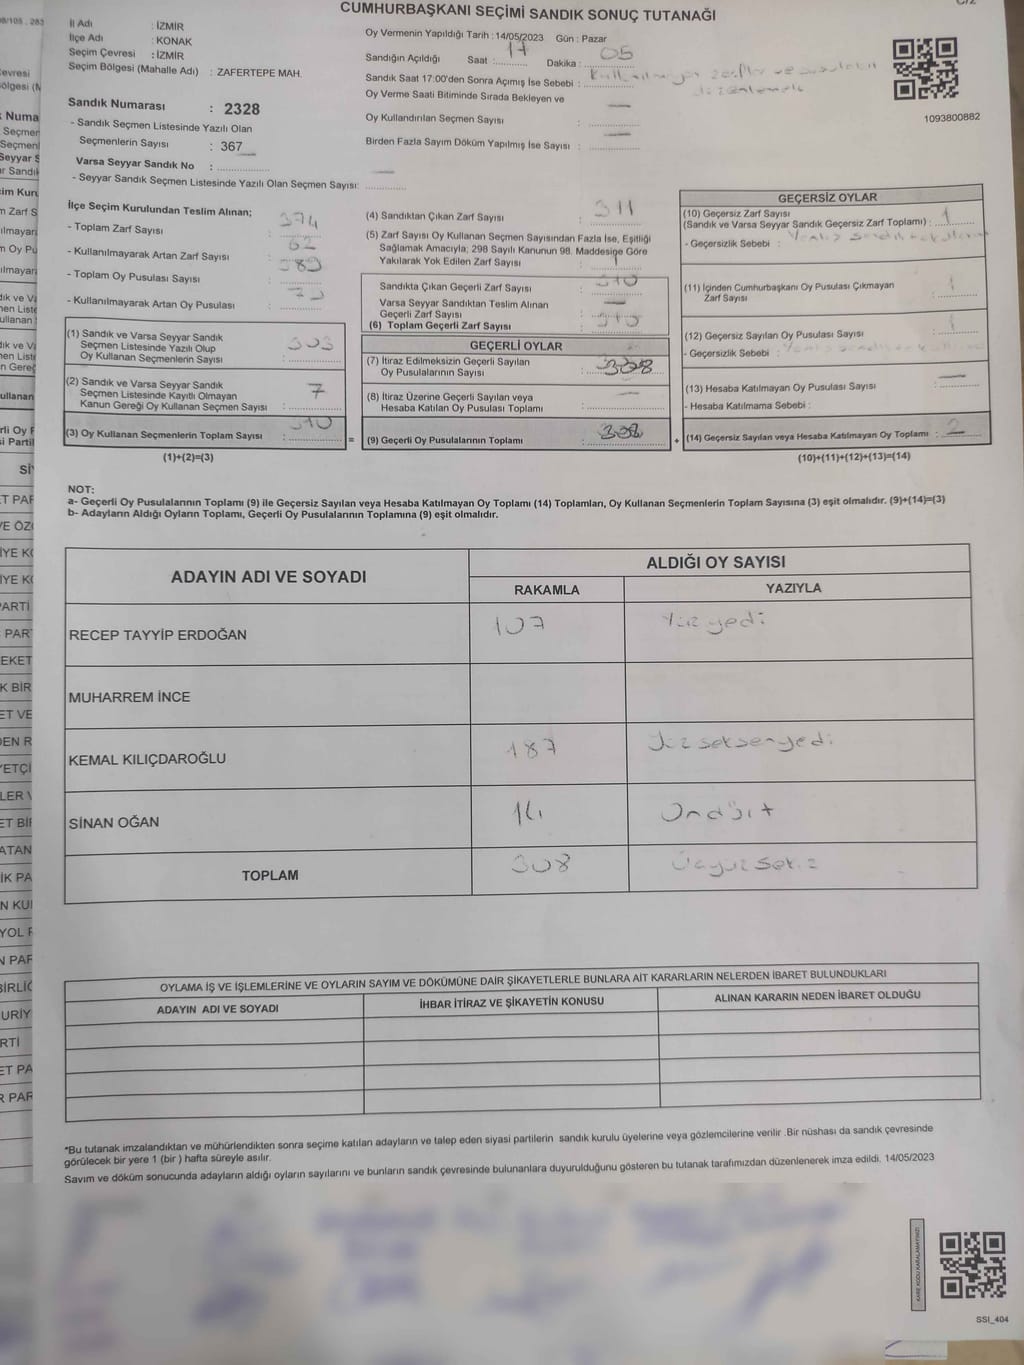 CUMHURBAŞKANI SEÇİMİ SANDIK SONUÇ TUTANAĞI
İl Adı : İZMİR
İlçe Adı : KONAK
Seçim Çevresi : İZMİR
Seçim Bölgesi (Mahalle Adı) : ZAFERTEPE MAH.
Sandık Numarası : 2328
- Sandık Seçmen Listesinde Yazılı Olan
Seçmenlerin Sayısı : 367
Varsa Seyyar Sandık No :
- Seyyar Sandık Seçmen Listesinde Yazılı Olan Seçmen Sayısı:
Oy Vermenin Yapıldığı Tarih : 14/05/2023 Gün : Pazar
Sandığın Açıldığı Saat : 17 Dakika : 05
Sandık Saat 17:00'den Sonra Açımış İse Sebebi : Kullanılmayan zarflar ve pusulaları
düzenlemek
Oy Verme Saati Bitiminde Sırada Bekleyen ve
Oy Kullandırılan Seçmen Sayısı :
Birden Fazla Sayım Döküm Yapılmış İse Sayısı :
1093800882
İlçe Seçim Kurulundan Teslim Alınan;
- Toplam Zarf Sayısı : 374
- Kullanılmayarak Artan Zarf Sayısı : 62
- Toplam Oy Pusulası Sayısı : 383
- Kullanılmayarak Artan Oy Pusulası :
(1) Sandık ve Varsa Seyyar Sandık
Seçmen Listesinde Yazılı Olup
Oy Kullanan Seçmenlerin Sayısı : 303
(2) Sandık ve Varsa Seyyar Sandık
Seçmen Listesinde Kayıtlı Olmayan
Kanun Gereği Oy Kullanan Seçmen Sayısı : 7
(3) Oy Kullanan Seçmenlerin Toplam Sayısı : 310 =
(1)+(2)=(3)
(4) Sandıktan Çıkan Zarf Sayısı : 311
(5) Zarf Sayısı Oy Kullanan Seçmen Sayısından Fazla İse, Eşitliği
Sağlamak Amacıyla; 298 Sayılı Kanunun 98. Maddesine Göre
Yakılarak Yok Edilen Zarf Sayısı : 1
Sandıkta Çıkan Geçerli Zarf Sayısı : 310
Varsa Seyyar Sandıktan Teslim Alınan
Geçerli Zarf Sayısı :
(6) Toplam Geçerli Zarf Sayısı : 310
GEÇERLİ OYLAR
(7) İtiraz Edilmeksizin Geçerli Sayılan
Oy Pusulalarının Sayısı : 308
(8) İtiraz Üzerine Geçerli Sayılan veya
Hesaba Katılan Oy Pusulası Toplamı :
(9) Geçerli Oy Pusulalarının Toplamı : 308 +
GEÇERSİZ OYLAR
(10) Geçersiz Zarf Sayısı
(Sandık ve Varsa Seyyar Sandık Geçersiz Zarf Toplamı) : 1
- Geçersizlik Sebebi :
(11) İçinden Cumhurbaşkanı Oy Pusulası Çıkmayan
Zarf Sayısı : 1
(12) Geçersiz Sayılan Oy Pusulası Sayısı : 1
- Geçersizlik Sebebi :
(13) Hesaba Katılmayan Oy Pusulası Sayısı :
- Hesaba Katılmama Sebebi :
(14) Geçersiz Sayılan veya Hesaba Katılmayan Oy Toplamı : 2
(10)+(11)+(12)+(13)=(14)
NOT:
a- Geçerli Oy Pusulalarının Toplamı (9) ile Geçersiz Sayılan veya Hesaba Katılmayan Oy Toplamı (14) Toplamları, Oy Kullanan Seçmenlerin Toplam Sayısına (3) eşit olmalıdır. (9)+(14)=(3)
b- Adayların Aldığı Oyların Toplamı, Geçerli Oy Pusulalarının Toplamına (9) eşit olmalıdır.
ADAYIN ADI VE SOYADI
ALDIĞI OY SAYISI
RAKAMLA YAZIYLA
RECEP TAYYİP ERDOĞAN 107 Yüz yedi
MUHARREM İNCE
KEMAL KILIÇDAROĞLU 187 Yüz seksen yedi
SİNAN OĞAN 14 On dört
TOPLAM 308 Üçyüz sekiz
OYLAMA İŞ VE İŞLEMLERİNE VE OYLARIN SAYIM VE DÖKÜMÜNE DAİR ŞİKAYETLERLE BUNLARA AİT KARARLARIN NELERDEN İBARET BULUNDUKLARI
ADAYIN ADI VE SOYADI İHBAR İTİRAZ VE ŞİKAYETİN KONUSU ALINAN KARARIN NEDEN İBARET OLDUĞU
*Bu tutanak imzalandıktan ve mühürlendikten sonra seçime katılan adayların ve talep eden siyasi partilerin sandık kurulu üyelerine veya gözlemcilerine verilir .Bir nüshası da sandık çevresinde
görülecek bir yere 1 (bir ) hafta süreyle asılır.
Sayım ve döküm sonucunda adayların aldığı oyların sayılarını ve bunların sandık çevresinde bulunanlara duyurulduğunu gösteren bu tutanak tarafımızdan düzenlenerek imza edildi. 14/05/2023
KARE KODU KARALAMAYINIZ!
SSI_404